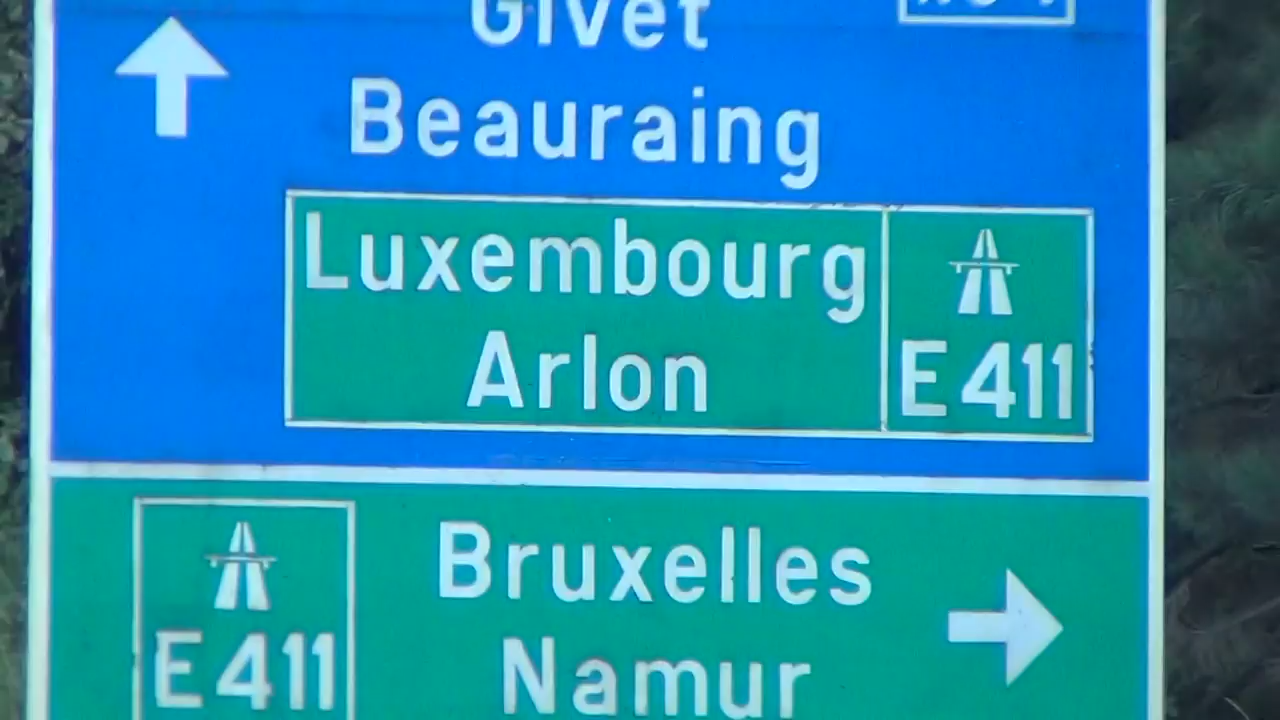 Givet
Beauraing
Luxembourg
Arlon
E411
Bruxelles
Namur
E411